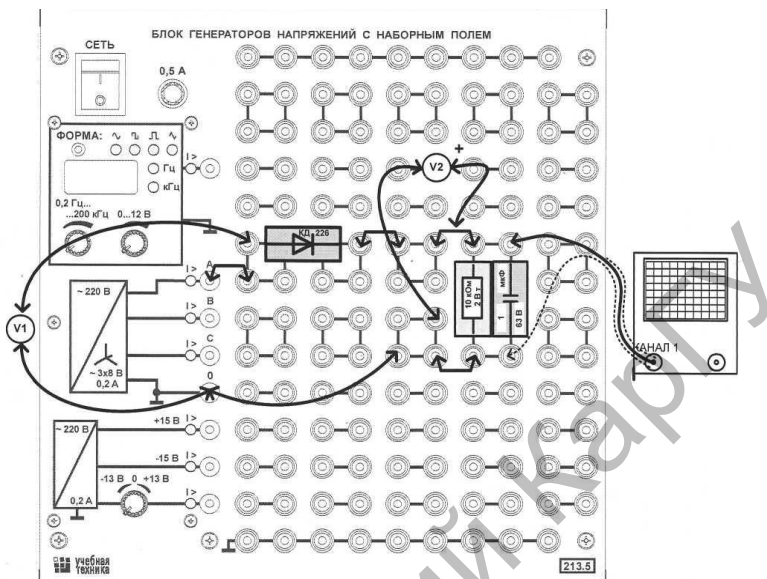 БЛОК ГЕНЕРАТОРОВ НАПРЯЖЕНИЙ С НАБОРНЫМ ПОЛЕМ
СЕТЬ
0,5 А
ФОРМА:
I >
Гц
кГц
0,2 Гц...
...200 кГц
0...12 В
V2
+
КД 226
V1
~ 220 В
I >
A
I >
B
I >
C
0
~ 3x8 В
0,2 А
10 кОм
2 Вт
1 мкФ
63 В
КАНАЛ 1
~ 220 В
+15 В
I >
-15 В
I >
-13 В 0 +13 В
I >
0,2 А
учебная
техника
213.5
ий КарГУ